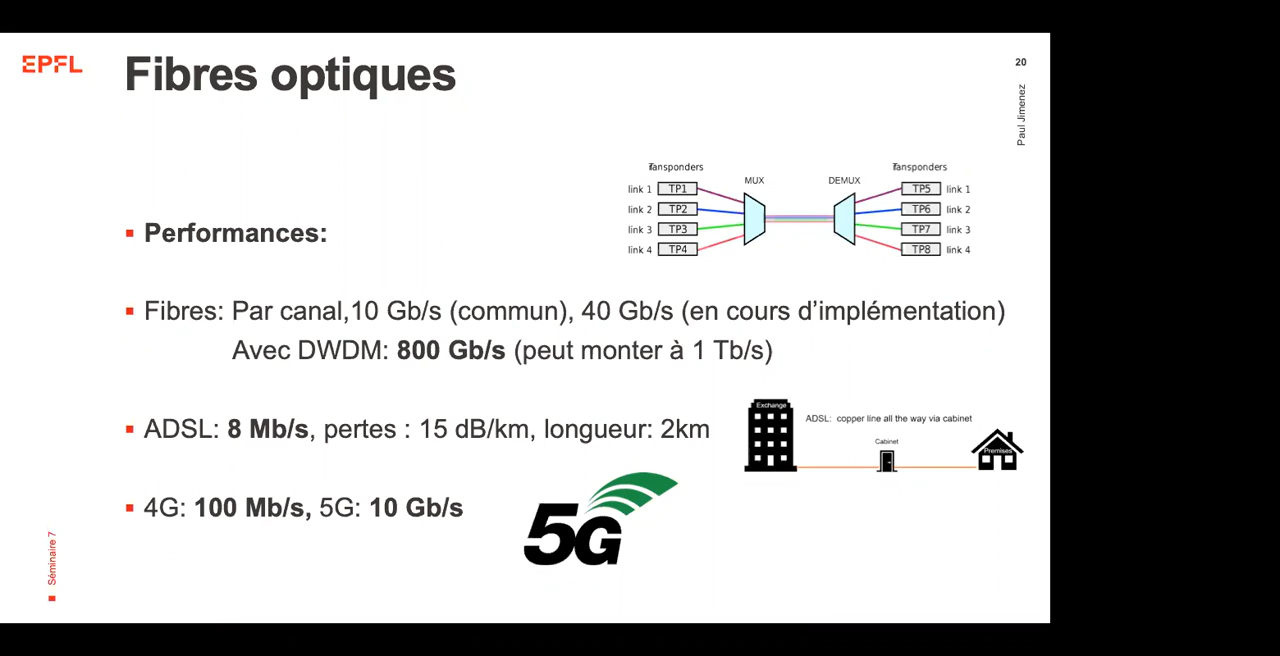 EPFL
Fibres optiques
20
Paul Jimenez
Tansponders
Tansponders
MUX
DEMUX
link 1 TP1
TP5 link 1
link 2 TP2
TP6 link 2
link 3 TP3
TP7 link 3
link 4 TP4
TP8 link 4
Performances:
Fibres: Par canal,10 Gb/s (commun), 40 Gb/s (en cours d’implémentation)
Avec DWDM: 800 Gb/s (peut monter à 1 Tb/s)
ADSL: 8 Mb/s, pertes : 15 dB/km, longueur: 2km
Exchange
ADSL: copper line all the way via cabinet
Cabinet
Premises
4G: 100 Mb/s, 5G: 10 Gb/s
5G
Séminaire 7